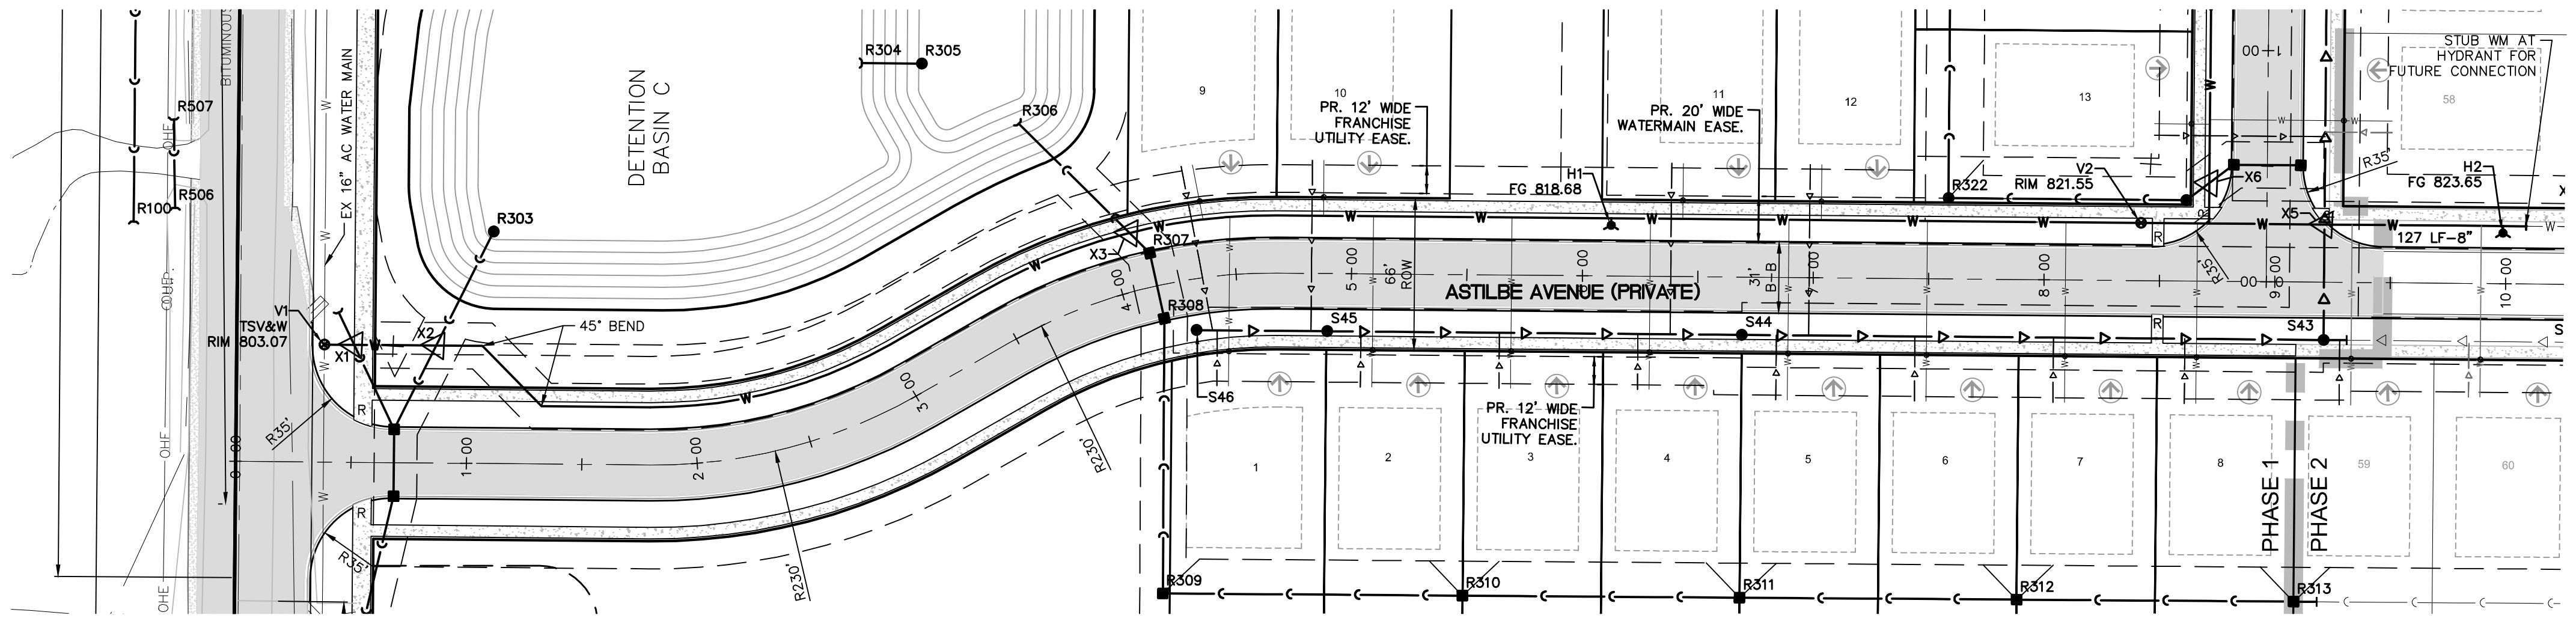 BITUMINOUS
EX 16" AC WATER MAIN
DETENTION
BASIN C
R304
R305
R306
R507
R506
R100
OHE
COUP.
OHE
OHE
R303
V1
TSV&W
RIM 803.07
X1
X2
45° BEND
X3
R307
R308
W
R
R
R35'
R35'
R230'
R230'
0+00
1+00
2+00
3+00
4+00
5+00
8+00
10+00
9
10
11
12
13
58
PR. 12' WIDE
FRANCHISE
UTILITY EASE.
PR. 20' WIDE
WATERMAIN EASE.
H1
FG 818.68
R322
V2
RIM 821.55
X6
X5
R35'
R35'
1+00
STUB WM AT
HYDRANT FOR
FUTURE CONNECTION
H2
FG 823.65
127 LF-8"
66'
ROW
31'
B-B
ASTILBE AVENUE (PRIVATE)
R
R
S46
S45
S44
S43
PR. 12' WIDE
FRANCHISE
UTILITY EASE.
1
2
3
4
5
6
7
8
59
60
PHASE 1
PHASE 2
R309
R310
R311
R312
R313